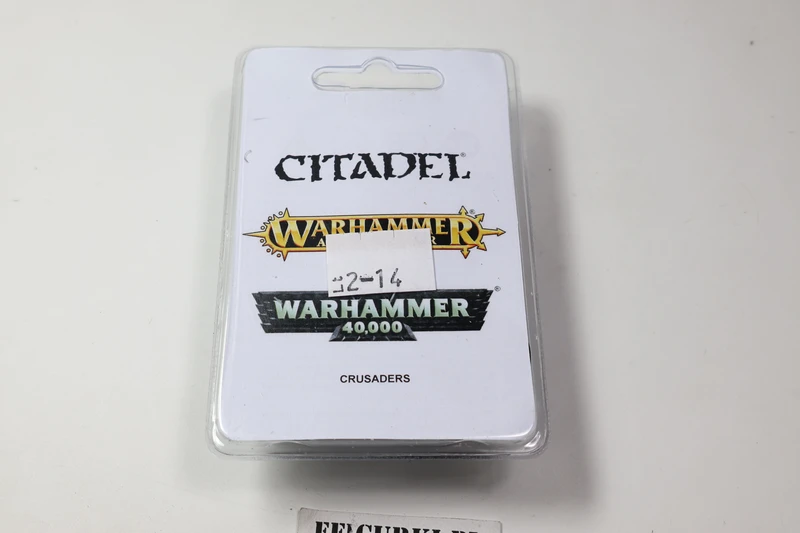 CITADEL
WARHAMMER
2-14
WARHAMMER
40,000
CRUSADERS